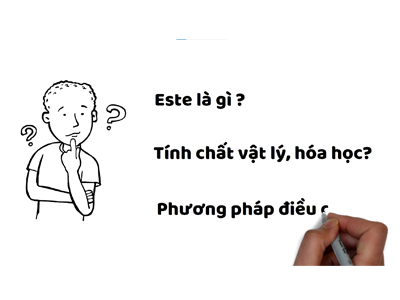 Este là gì ?
Tính chất vật lý, hóa học?
Phương pháp điều